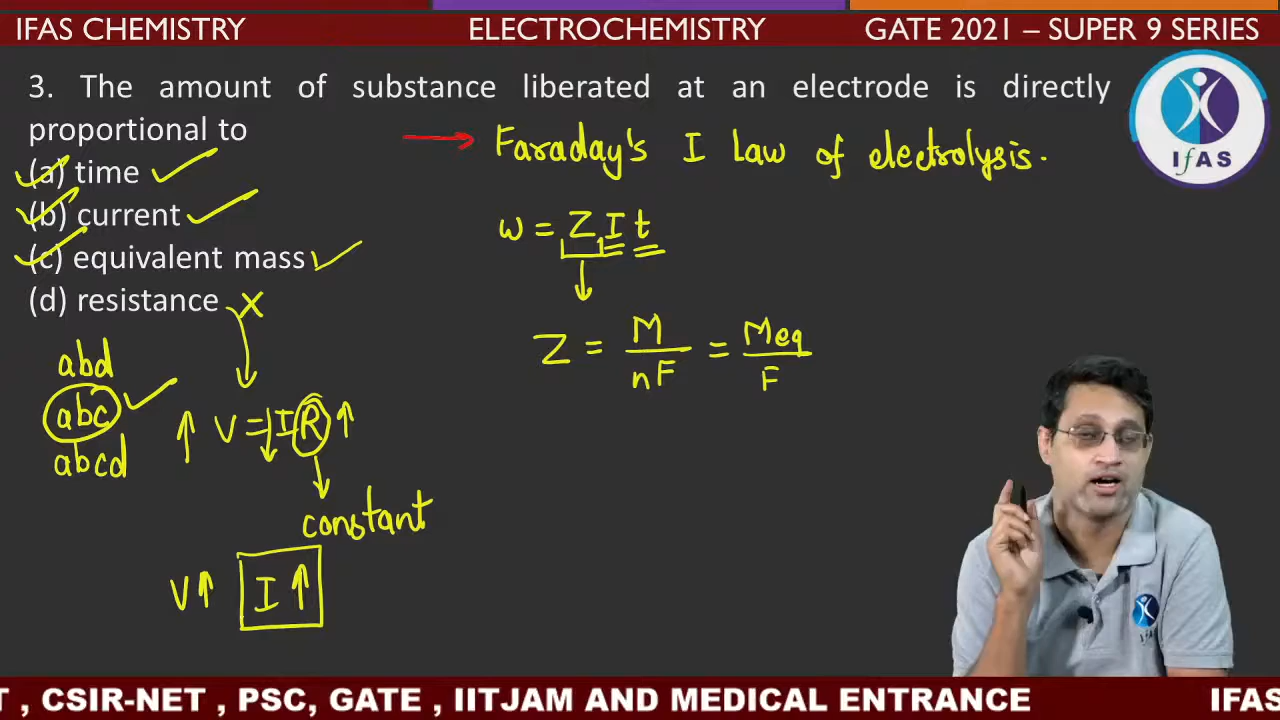 IFAS CHEMISTRY ELECTROCHEMISTRY GATE 2021 – SUPER 9 SERIES
3. The amount of substance liberated at an electrode is directly
proportional to
(a) time
(b) current
(c) equivalent mass
(d) resistance
Faraday's I law of electrolysis.
w = Z I t
Z = M/nF = Meq/F
abd
abc
abcd
↑ V = ↓ I R ↑
constant
V↑ I↑
IfAS
T , CSIR-NET , PSC, GATE , IITJAM AND MEDICAL ENTRANCE IFAS